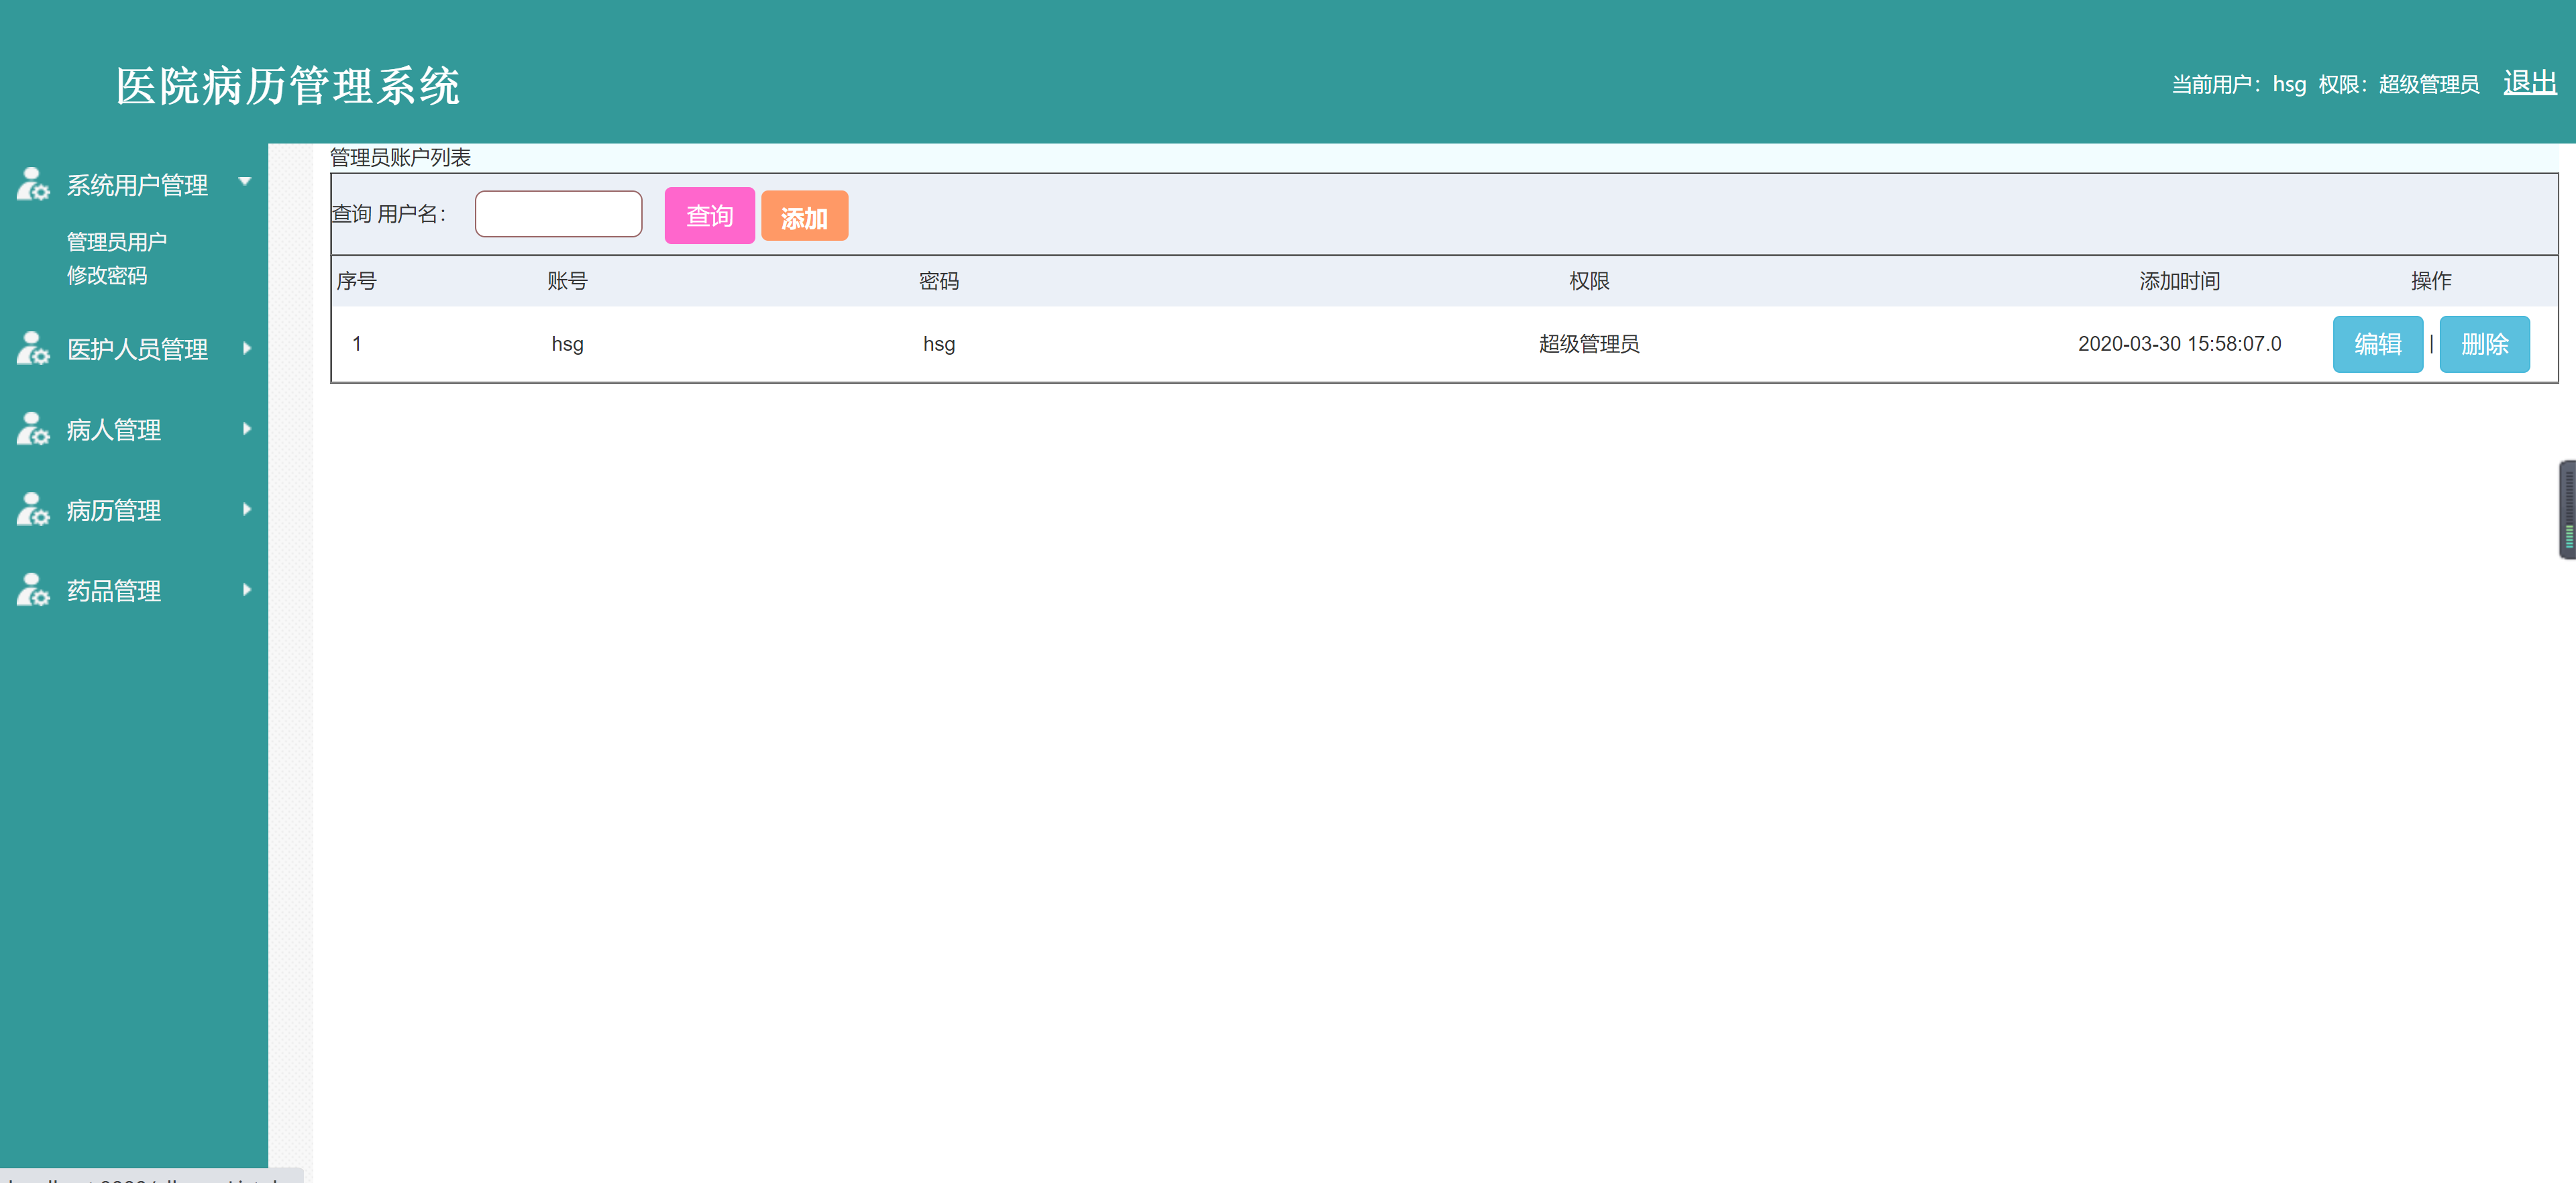 医院病历管理系统
当前用户：hsg 权限：超级管理员 退出
系统用户管理
管理员用户
修改密码
医护人员管理
病人管理
病历管理
药品管理
管理员账户列表
查询 用户名： 查询 添加
序号 账号 密码 权限 添加时间 操作
1 hsg hsg 超级管理员 2020-03-30 15:58:07.0 编辑 | 删除